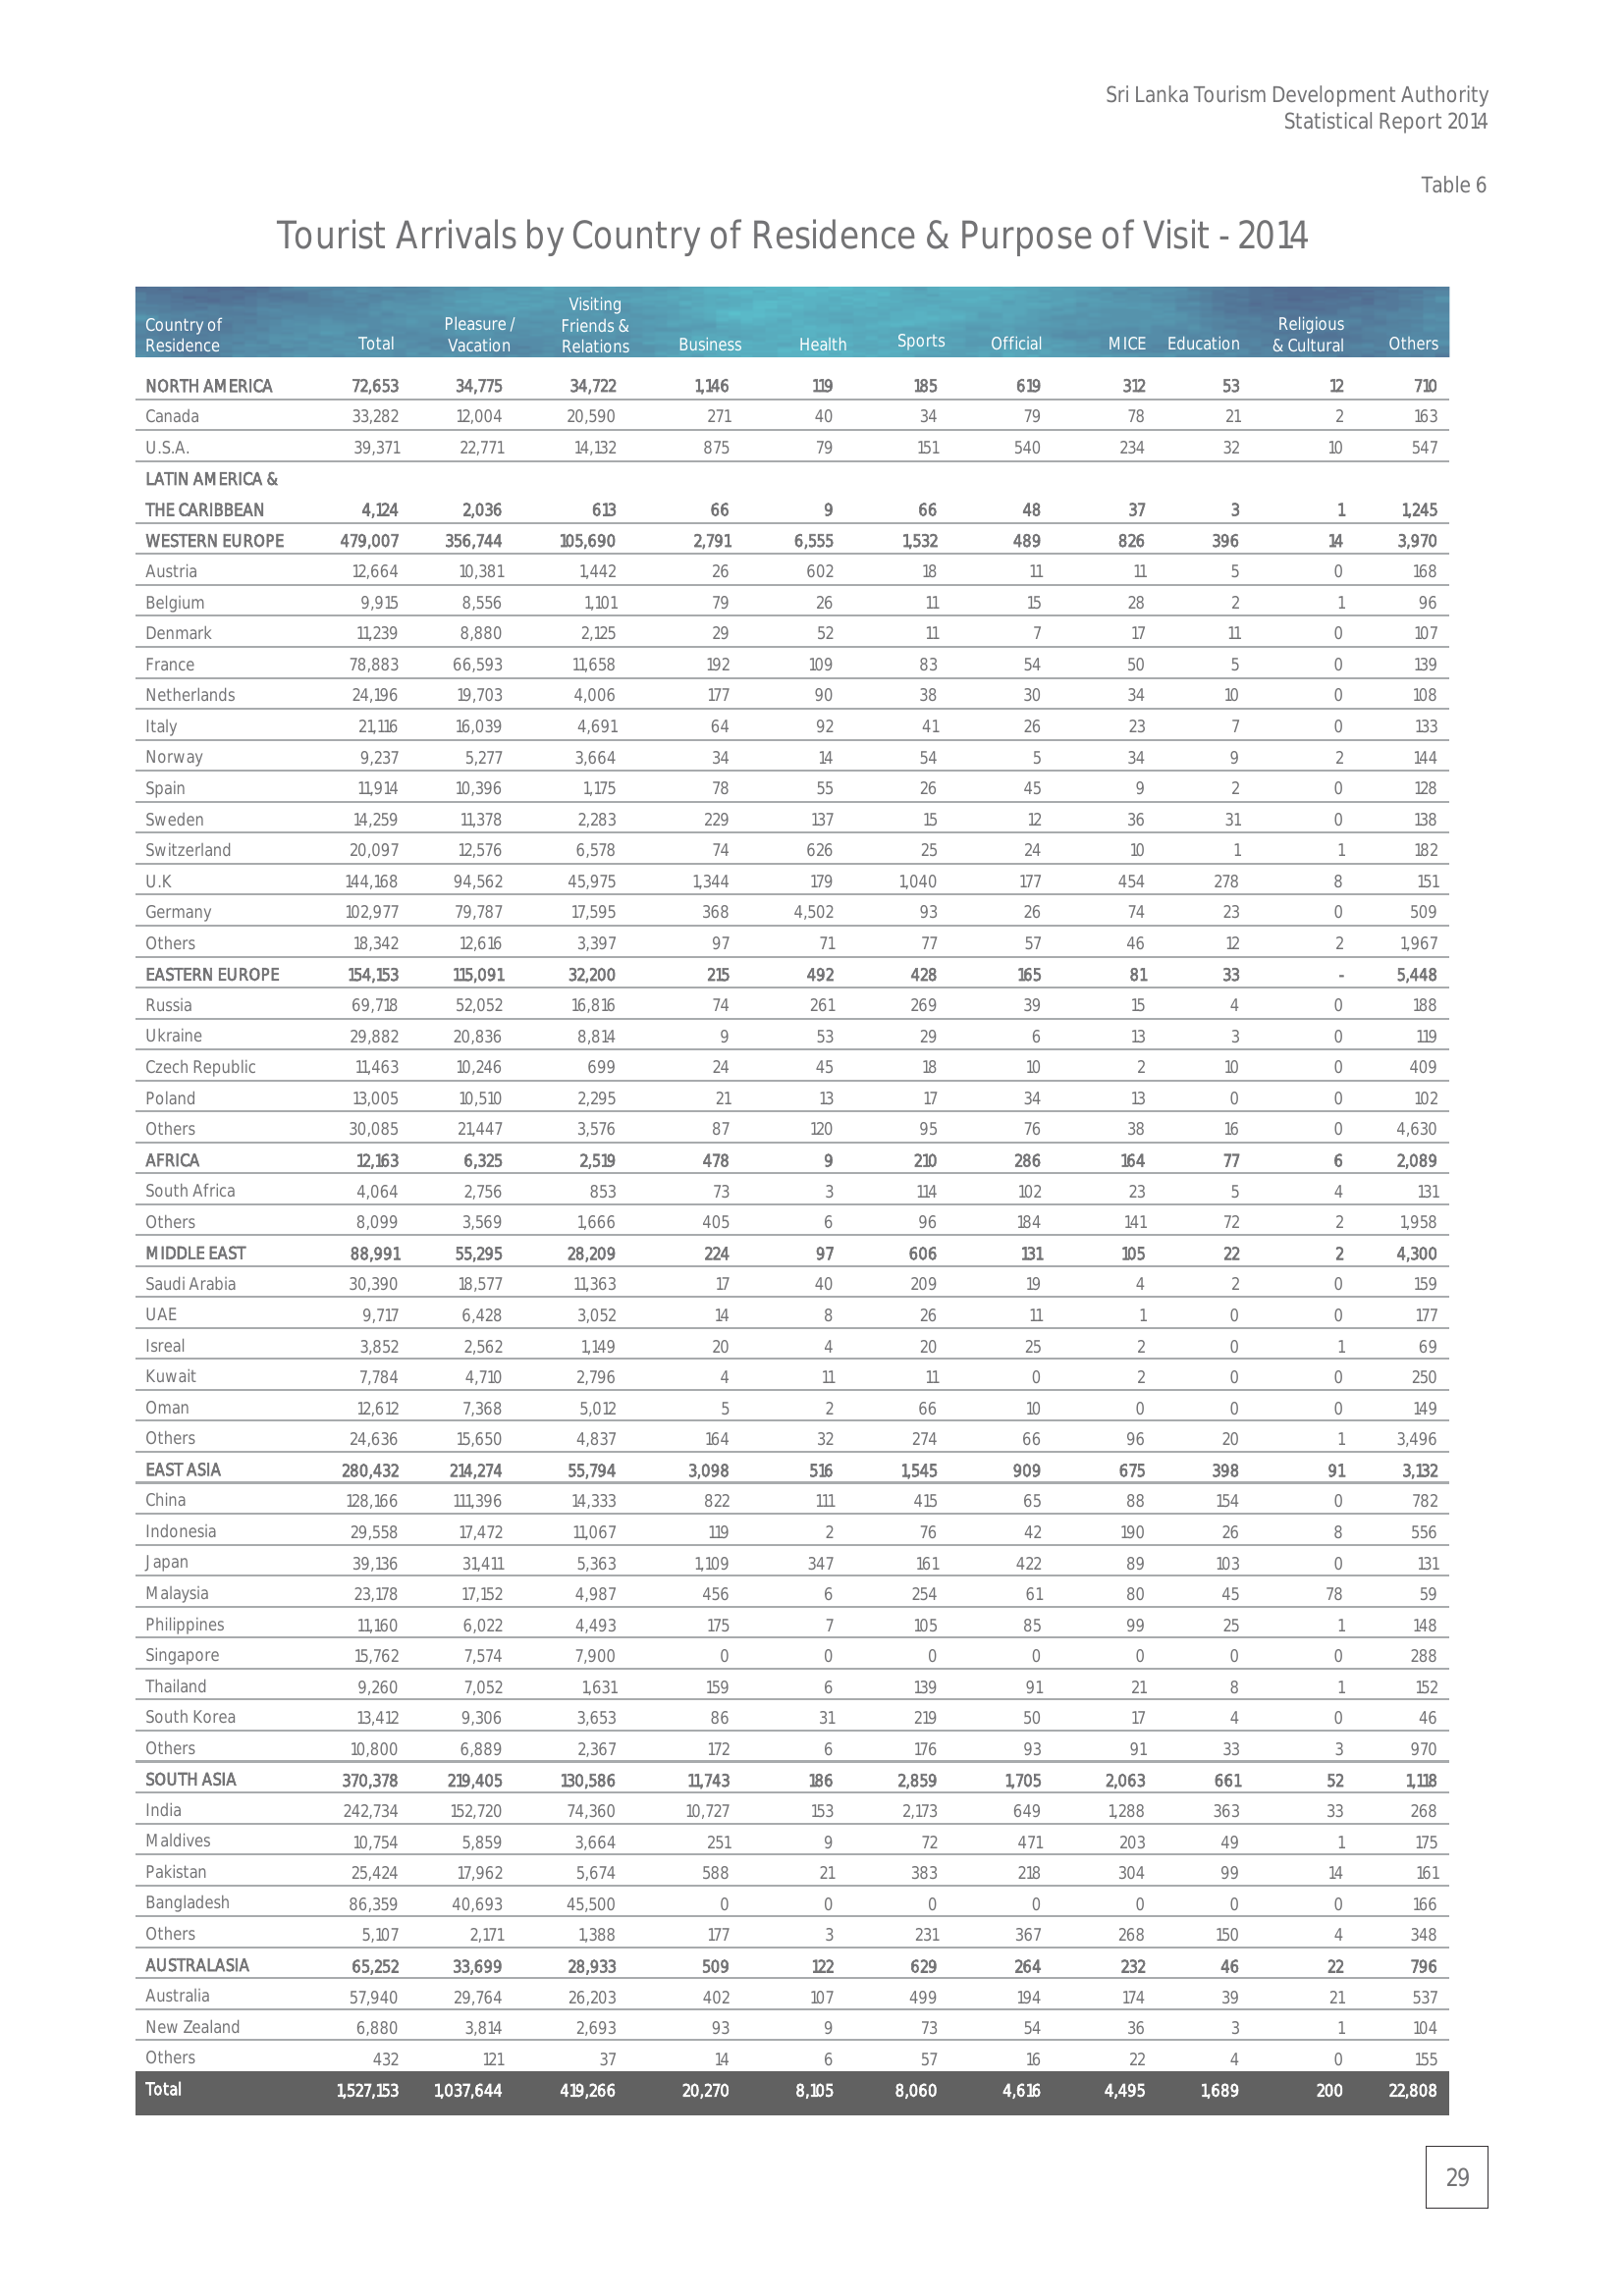 Sri Lanka Tourism Development Authority
Statistical Report 2014
Table 6
Tourist Arrivals by Country of Residence & Purpose of Visit - 2014
Country of Residence Total Pleasure / Vacation Visiting Friends & Relations Business Health Sports Official MICE Education Religious & Cultural Others
NORTH AMERICA 72,653 34,775 34,722 1,146 119 185 619 312 53 12 710
Canada 33,282 12,004 20,590 271 40 34 79 78 21 2 163
U.S.A. 39,371 22,771 14,132 875 79 151 540 234 32 10 547
LATIN AMERICA &
THE CARIBBEAN 4,124 2,036 613 66 9 66 48 37 3 1 1,245
WESTERN EUROPE 479,007 356,744 105,690 2,791 6,555 1,532 489 826 396 14 3,970
Austria 12,664 10,381 1,442 26 602 18 11 11 5 0 168
Belgium 9,915 8,556 1,101 79 26 11 15 28 2 1 96
Denmark 11,239 8,880 2,125 29 52 11 7 17 11 0 107
France 78,883 66,593 11,658 192 109 83 54 50 5 0 139
Netherlands 24,196 19,703 4,006 177 90 38 30 34 10 0 108
Italy 21,116 16,039 4,691 64 92 41 26 23 7 0 133
Norway 9,237 5,277 3,664 34 14 54 5 34 9 2 144
Spain 11,914 10,396 1,175 78 55 26 45 9 2 0 128
Sweden 14,259 11,378 2,283 229 137 15 12 36 31 0 138
Switzerland 20,097 12,576 6,578 74 626 25 24 10 1 1 182
U.K 144,168 94,562 45,975 1,344 179 1,040 177 454 278 8 151
Germany 102,977 79,787 17,595 368 4,502 93 26 74 23 0 509
Others 18,342 12,616 3,397 97 71 77 57 46 12 2 1,967
EASTERN EUROPE 154,153 115,091 32,200 215 492 428 165 81 33 - 5,448
Russia 69,718 52,052 16,816 74 261 269 39 15 4 0 188
Ukraine 29,882 20,836 8,814 9 53 29 6 13 3 0 119
Czech Republic 11,463 10,246 699 24 45 18 10 2 10 0 409
Poland 13,005 10,510 2,295 21 13 17 34 13 0 0 102
Others 30,085 21,447 3,576 87 120 95 76 38 16 0 4,630
AFRICA 12,163 6,325 2,519 478 9 210 286 164 77 6 2,089
South Africa 4,064 2,756 853 73 3 114 102 23 5 4 131
Others 8,099 3,569 1,666 405 6 96 184 141 72 2 1,958
MIDDLE EAST 88,991 55,295 28,209 224 97 606 131 105 22 2 4,300
Saudi Arabia 30,390 18,577 11,363 17 40 209 19 4 2 0 159
UAE 9,717 6,428 3,052 14 8 26 11 1 0 0 177
Isreal 3,852 2,562 1,149 20 4 20 25 2 0 1 69
Kuwait 7,784 4,710 2,796 4 11 11 0 2 0 0 250
Oman 12,612 7,368 5,012 5 2 66 10 0 0 0 149
Others 24,636 15,650 4,837 164 32 274 66 96 20 1 3,496
EAST ASIA 280,432 214,274 55,794 3,098 516 1,545 909 675 398 91 3,132
China 128,166 111,396 14,333 822 111 415 65 88 154 0 782
Indonesia 29,558 17,472 11,067 119 2 76 42 190 26 8 556
Japan 39,136 31,411 5,363 1,109 347 161 422 89 103 0 131
Malaysia 23,178 17,152 4,987 456 6 254 61 80 45 78 59
Philippines 11,160 6,022 4,493 175 7 105 85 99 25 1 148
Singapore 15,762 7,574 7,900 0 0 0 0 0 0 0 288
Thailand 9,260 7,052 1,631 159 6 139 91 21 8 1 152
South Korea 13,412 9,306 3,653 86 31 219 50 17 4 0 46
Others 10,800 6,889 2,367 172 6 176 93 91 33 3 970
SOUTH ASIA 370,378 219,405 130,586 11,743 186 2,859 1,705 2,063 661 52 1,118
India 242,734 152,720 74,360 10,727 153 2,173 649 1,288 363 33 268
Maldives 10,754 5,859 3,664 251 9 72 471 203 49 1 175
Pakistan 25,424 17,962 5,674 588 21 383 218 304 99 14 161
Bangladesh 86,359 40,693 45,500 0 0 0 0 0 0 0 166
Others 5,107 2,171 1,388 177 3 231 367 268 150 4 348
AUSTRALASIA 65,252 33,699 28,933 509 122 629 264 232 46 22 796
Australia 57,940 29,764 26,203 402 107 499 194 174 39 21 537
New Zealand 6,880 3,814 2,693 93 9 73 54 36 3 1 104
Others 432 121 37 14 6 57 16 22 4 0 155
Total 1,527,153 1,037,644 419,266 20,270 8,105 8,060 4,616 4,495 1,689 200 22,808
29